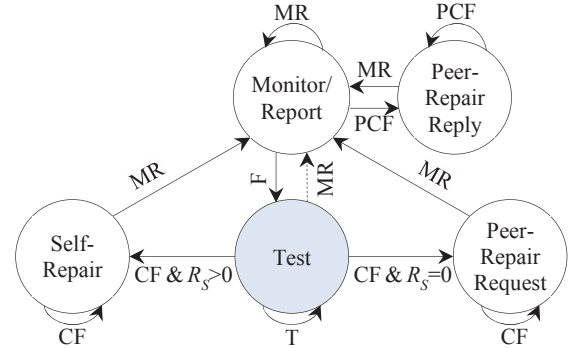 MR
PCF
Monitor/
Report
MR
PCF
Peer-
Repair
Reply
MR
F
MR
MR
Self-
Repair
CF & R_S>0
Test
CF & R_S=0
Peer-
Repair
Request
CF
T
CF